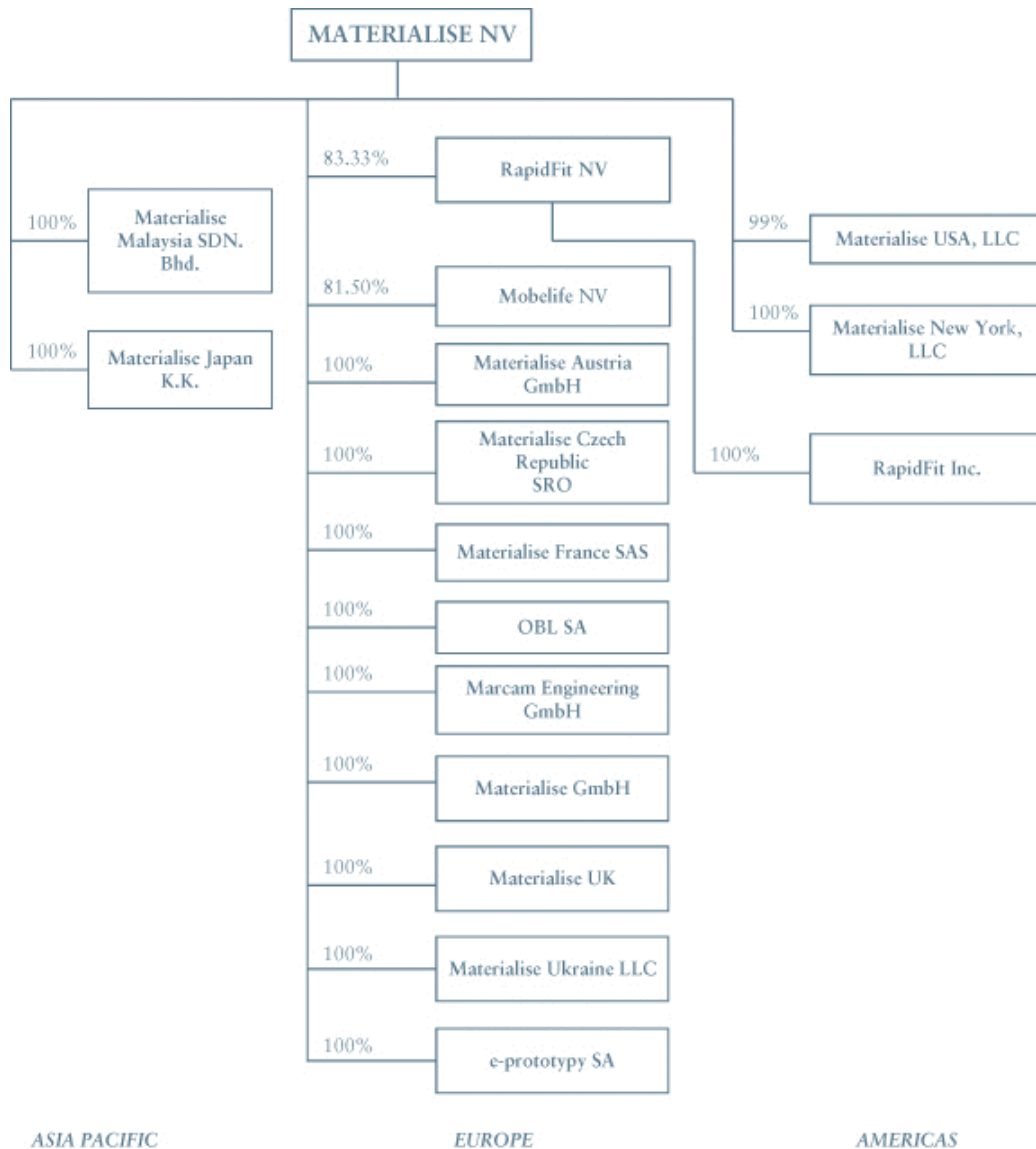 MATERIALISE NV
100%
Materialise
Malaysia SDN.
Bhd.
100%
Materialise Japan
K.K.
83.33%
RapidFit NV
81.50%
Mobelife NV
100%
Materialise Austria
GmbH
100%
Materialise Czech
Republic
SRO
100%
Materialise France SAS
100%
OBL SA
100%
Marcam Engineering
GmbH
100%
Materialise GmbH
100%
Materialise UK
100%
Materialise Ukraine LLC
100%
e-prototypy SA
99%
Materialise USA, LLC
100%
Materialise New York,
LLC
100%
RapidFit Inc.
ASIA PACIFIC
EUROPE
AMERICAS